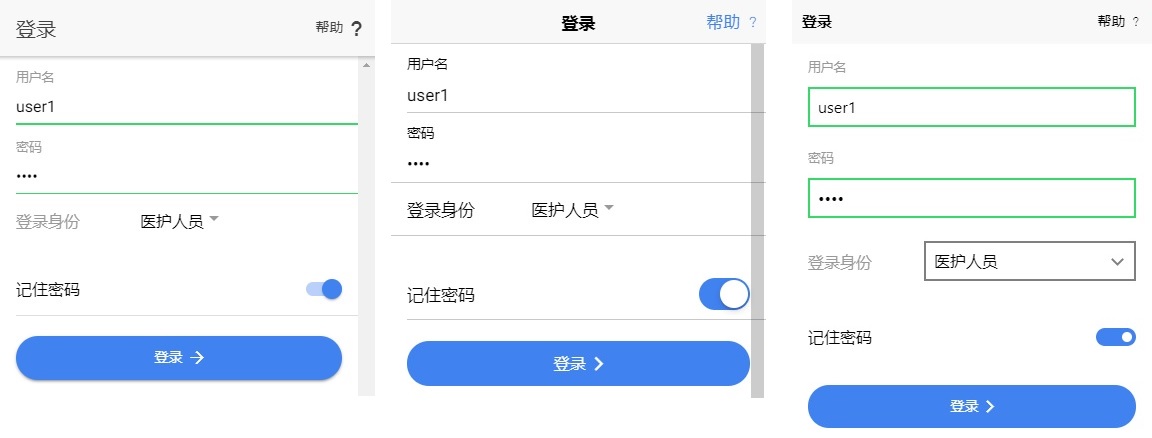 登录
帮助 ?
用户名
user1
密码
••••
登录身份
医护人员
记住密码
登录
登录
帮助 ?
用户名
user1
密码
••••
登录身份
医护人员
记住密码
登录
登录
帮助 ?
用户名
user1
密码
••••
登录身份
医护人员
记住密码
登录